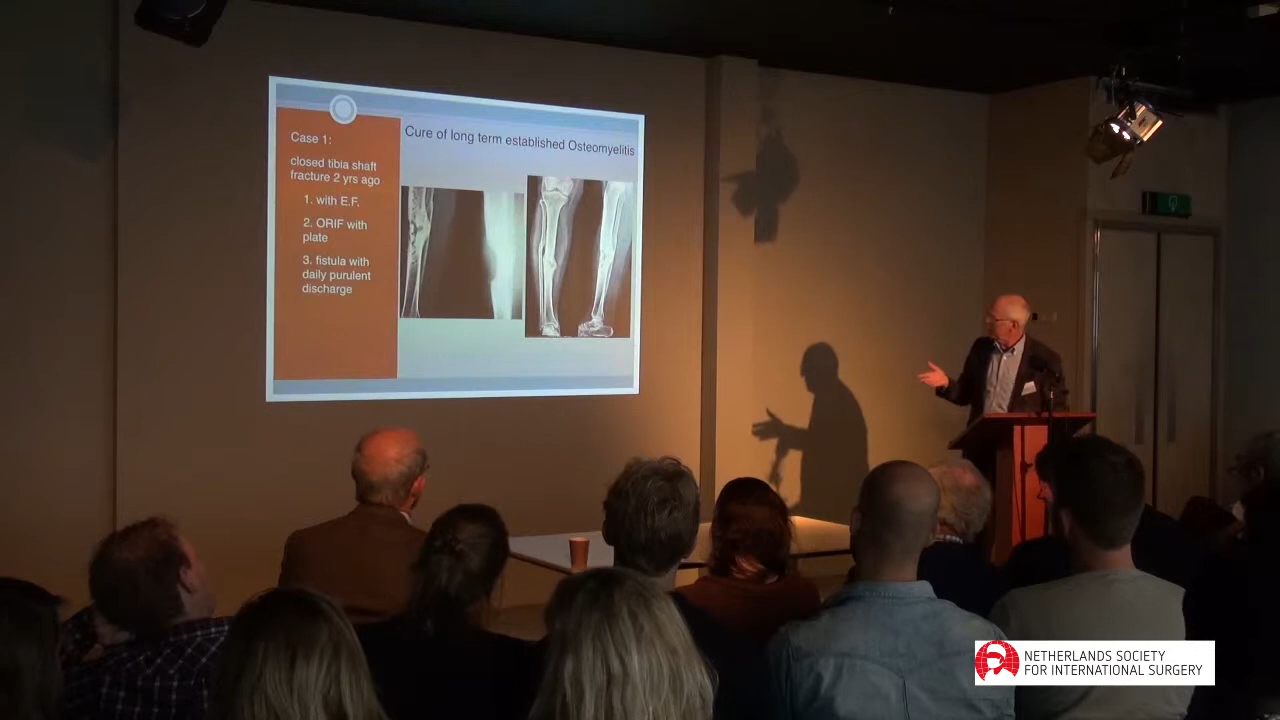 Case 1:
closed tibia shaft
fracture 2 yrs ago
1. with E.F.
2. ORIF with
plate
3. fistula with
daily purulent
discharge
Cure of long term established Osteomyelitis
NETHERLANDS SOCIETY
FOR INTERNATIONAL SURGERY